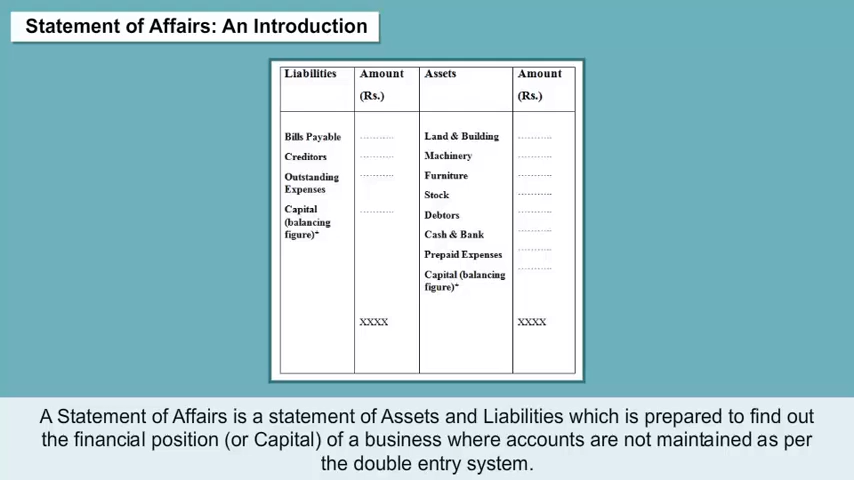 Statement of Affairs: An Introduction
Liabilities Amount Assets Amount
(Rs.) (Rs.)
Bills Payable ............ Land & Building ............
Creditors ............ Machinery ............
Outstanding ............ Furniture ............
Expenses Stock ............
Capital ............ Debtors ............
(balancing
figure)* Cash & Bank ............
Prepaid Expenses ............
Capital (balancing ............
figure)*
XXXX XXXX
A Statement of Affairs is a statement of Assets and Liabilities which is prepared to find out
the financial position (or Capital) of a business where accounts are not maintained as per
the double entry system.